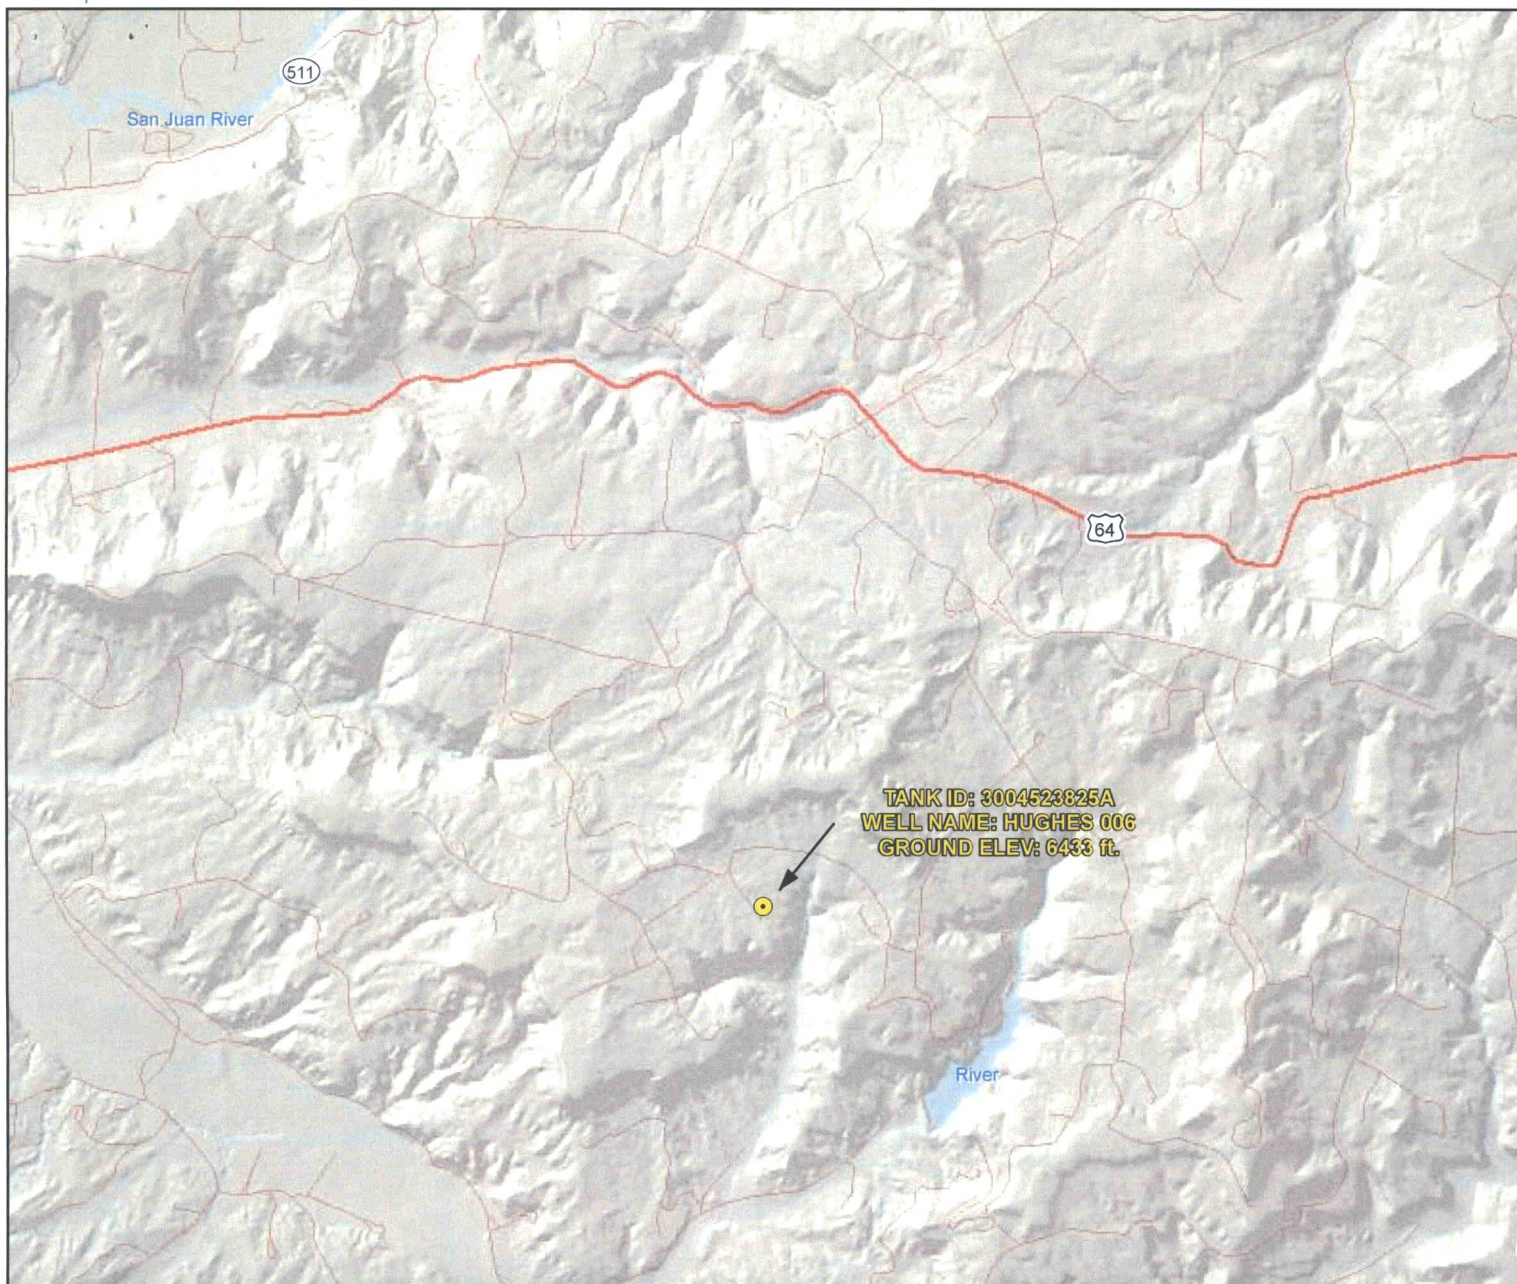 511
San Juan River
64
TANK ID: 3004523825A
WELL NAME: HUGHES 006
GROUND ELEV: 6433 ft.
River